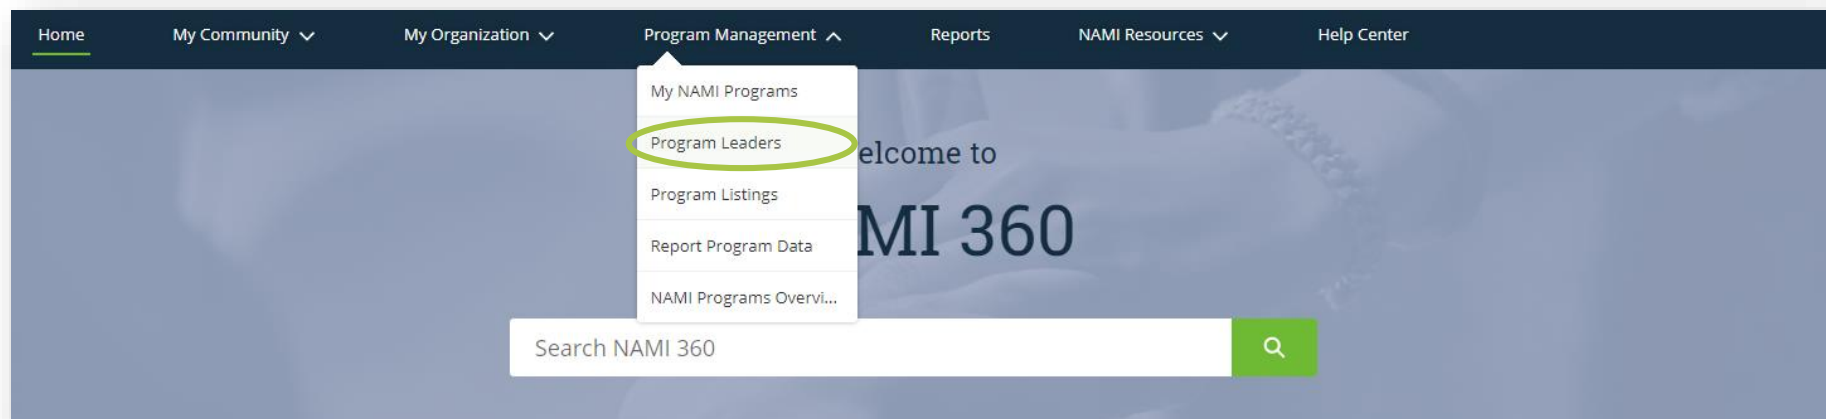 Home My Community My Organization Program Management Reports NAMI Resources Help Center
My NAMI Programs
Program Leaders
Program Listings
Report Program Data
NAMI Programs Overvi...
elcome to
MI 360
Search NAMI 360